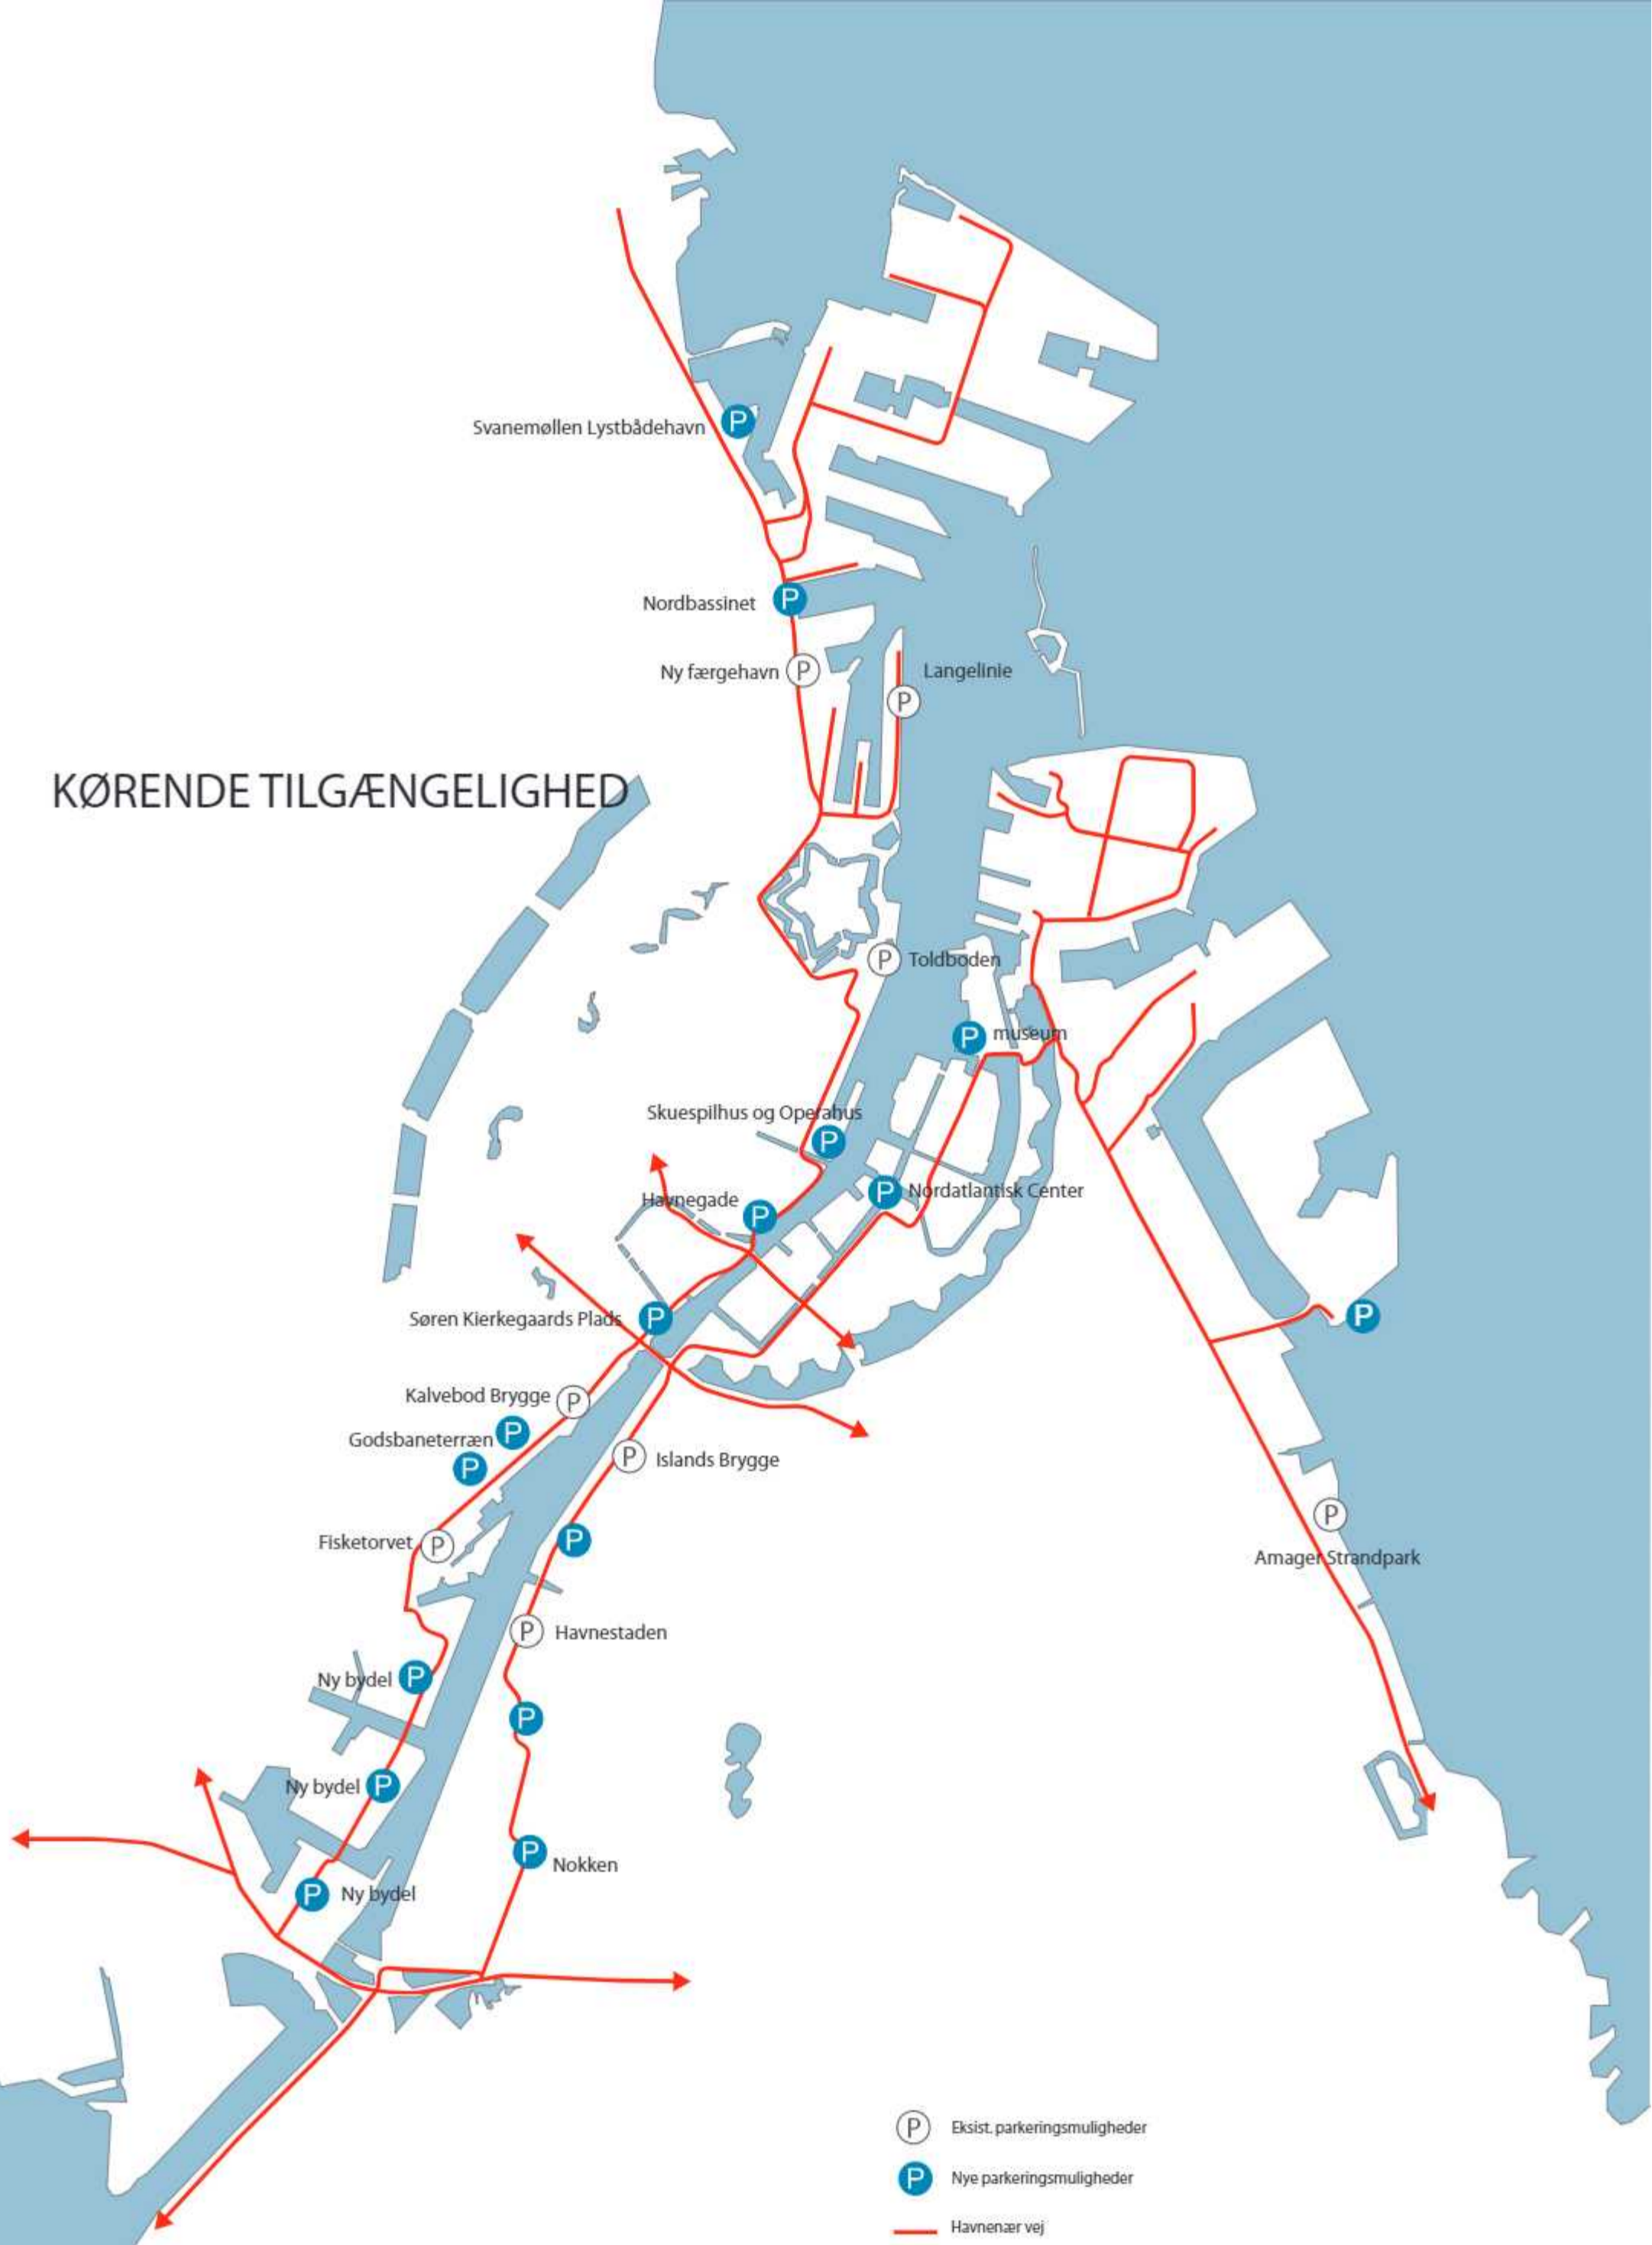 Svanemøllen Lystbådehavn P
Nordbassinet P
Ny færgehavn P
Langelinie
P
KØRENDE TILGÆNGELIGHED
P Toldboden
P museum
Skuespilhus og Operahus
P
Havnegade P
P Nordatlantisk Center
Søren Kierkegaards Plads P
P
Kalvebod Brygge P
Godsbaneterræn P
P
P Islands Brygge
P
Amager Strandpark
Fisketorvet P
P
P Havnestaden
Ny bydel P
P
Ny bydel P
P Nokken
P Ny bydel
P Eksist. parkeringsmuligheder
P Nye parkeringsmuligheder
Havnenær vej